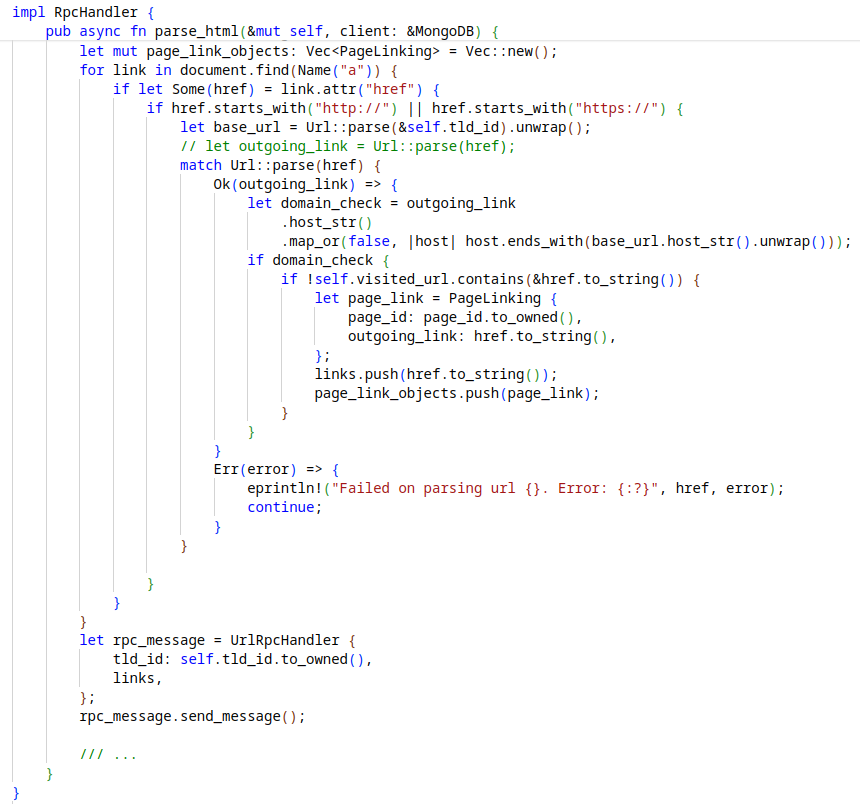 impl RpcHandler {
    pub async fn parse_html(&mut self, client: &MongoDB) {
        let mut page_link_objects: Vec<PageLinking> = Vec::new();
        for link in document.find(Name("a")) {
            if let Some(href) = link.attr("href") {
                if href.starts_with("http://") || href.starts_with("https://") {
                    let base_url = Url::parse(&self.tld_id).unwrap();
                    // let outgoing_link = Url::parse(href);
                    match Url::parse(href) {
                        Ok(outgoing_link) => {
                            let domain_check = outgoing_link
                                .host_str()
                                .map_or(false, |host| host.ends_with(base_url.host_str().unwrap()));
                            if domain_check {
                                if !self.visited_url.contains(&href.to_string()) {
                                    let page_link = PageLinking {
                                        page_id: page_id.to_owned(),
                                        outgoing_link: href.to_string(),
                                    };
                                    links.push(href.to_string());
                                    page_link_objects.push(page_link);
                                }
                            }
                        }
                        Err(error) => {
                            eprintln!("Failed on parsing url {}. Error: {:?}", href, error);
                            continue;
                        }
                    }

                }
            }
        }
        let rpc_message = UrlRpcHandler {
            tld_id: self.tld_id.to_owned(),
            links,
        };
        rpc_message.send_message();

        /// ...
    }
}